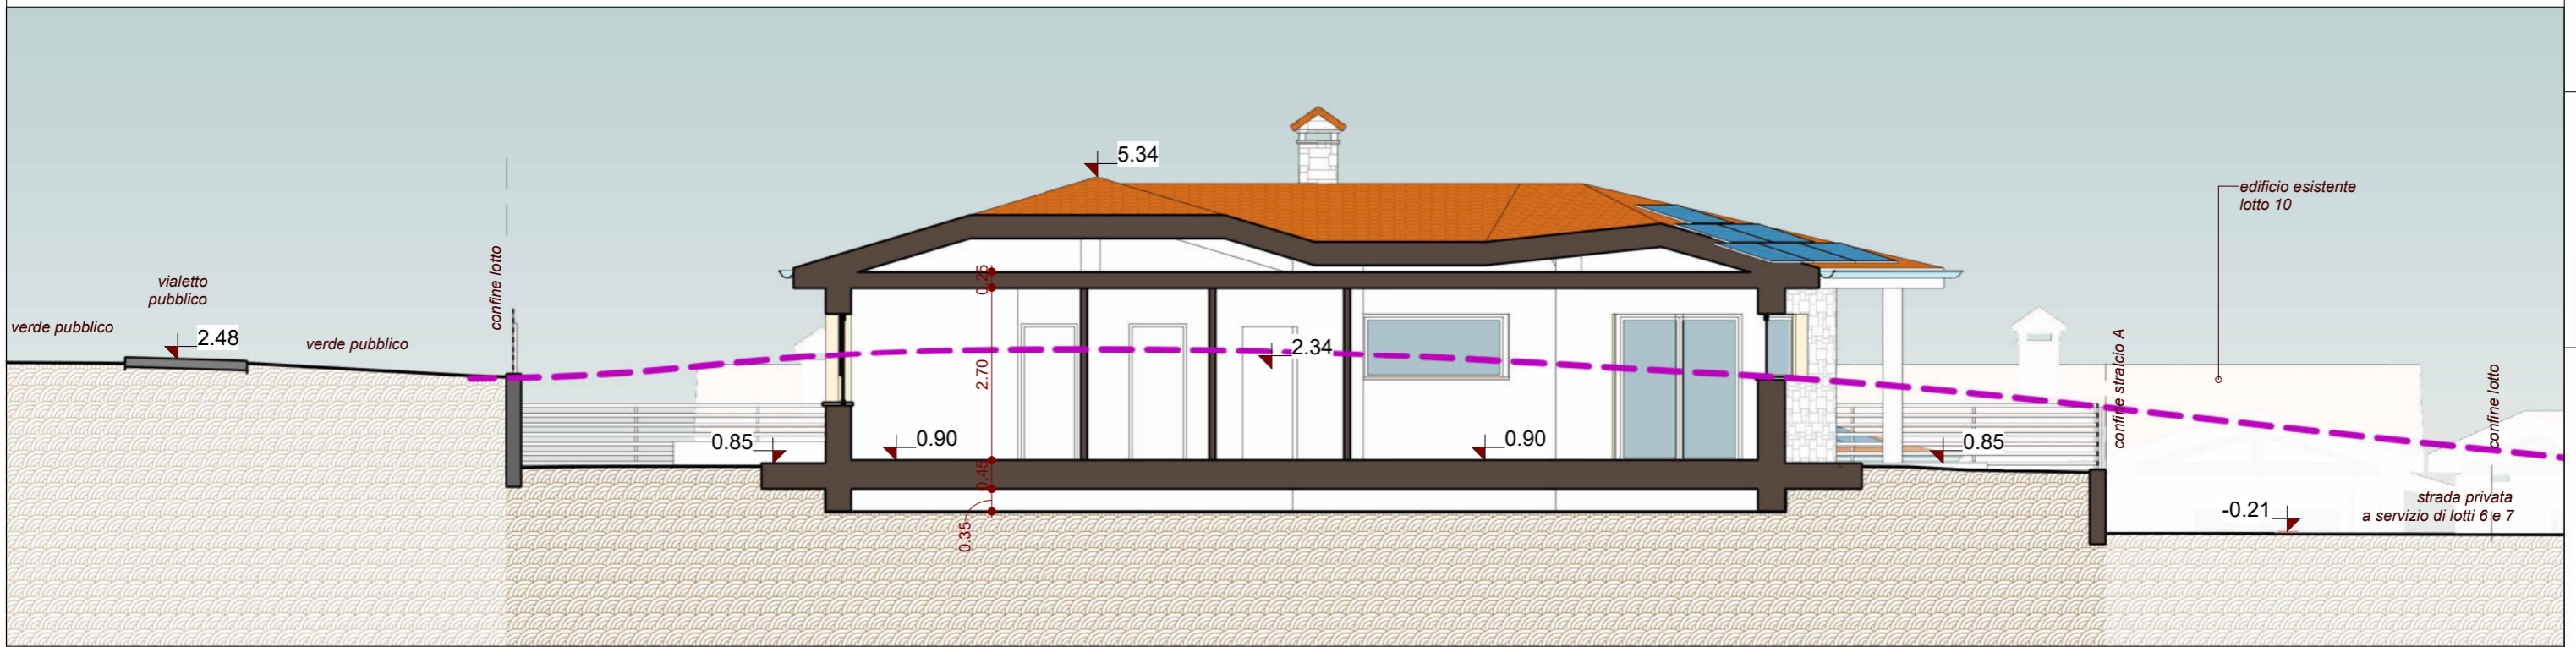 5.34
edificio esistente
lotto 10
confine lotto
vialetto
pubblico
verde pubblico
2.48
verde pubblico
0.25
2.70
2.34
confine stralcio A
confine lotto
0.85
0.90
0.90
0.85
0.45
0.35
-0.21
strada privata
a servizio di lotti 6 e 7